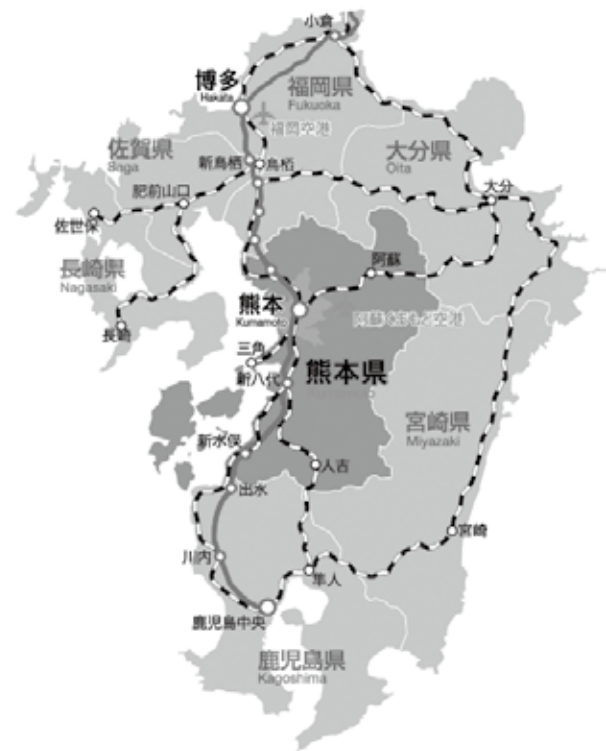 小倉
博多
Hakata
福岡県
Fukuoka
福岡空港
佐賀県
Saga
新鳥栖
鳥栖
大分県
Oita
肥前山口
大分
佐世保
長崎県
Nagasaki
阿蘇
熊本
Kumamoto
長崎
阿蘇くまもと空港
三角
新八代
熊本県
Kumamoto
宮崎県
Miyazaki
新水俣
人吉
出水
宮崎
川内
隼人
鹿児島中央
鹿児島県
Kagoshima